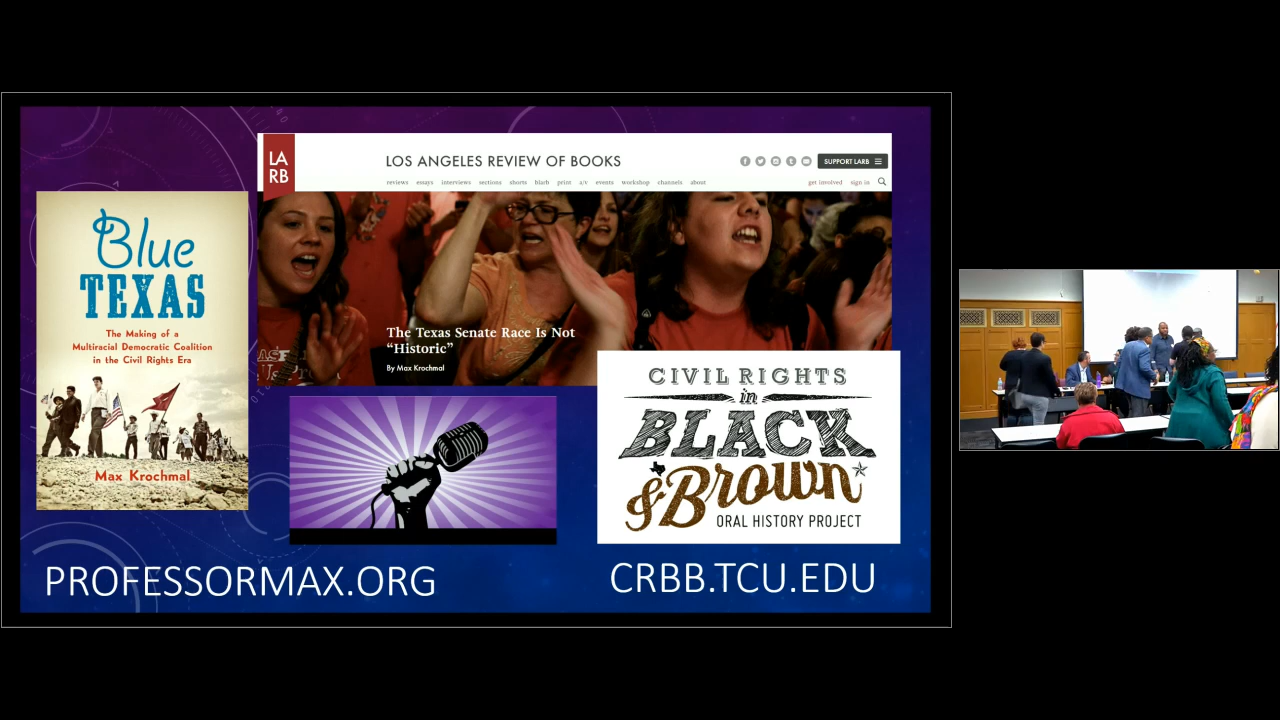 LA
RB
LOS ANGELES REVIEW OF BOOKS
SUPPORT LARB
reviews essays interviews sections shorts blarb print a/v events workshop channels about
get involved sign in
Blue
TEXAS
The Making of a
Multiracial Democratic Coalition
in the Civil Rights Era
Max Krochmal
The Texas Senate Race Is Not
“Historic”
By Max Krochmal
CIVIL RIGHTS
in
BLACK
& Brown
ORAL HISTORY PROJECT
PROFESSORMAX.ORG
CRBB.TCU.EDU